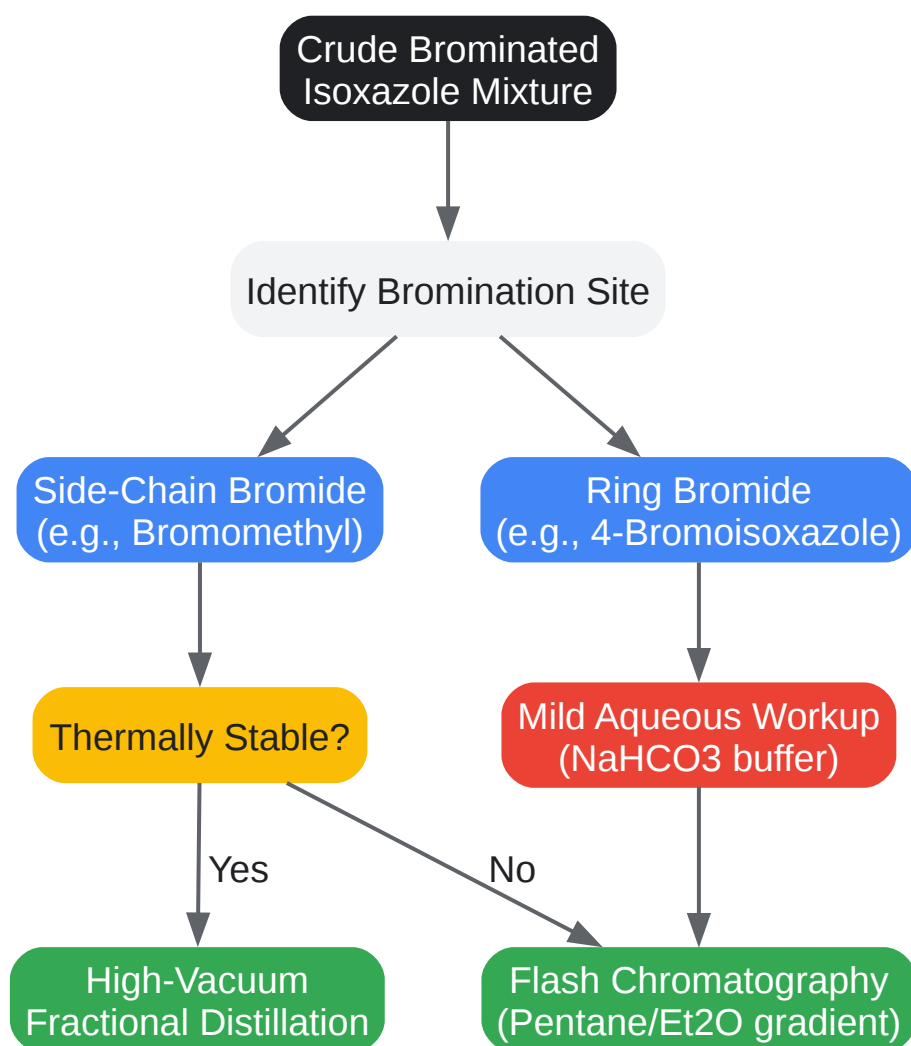 Crude Brominated
Isoxazole Mixture
Identify Bromination Site
Side-Chain Bromide
(e.g., Bromomethyl)
Ring Bromide
(e.g., 4-Bromoisoxazole)
Thermally Stable?
Mild Aqueous Workup
(NaHCO3 buffer)
Yes
No
High-Vacuum
Fractional Distillation
Flash Chromatography
(Pentane/Et2O gradient)